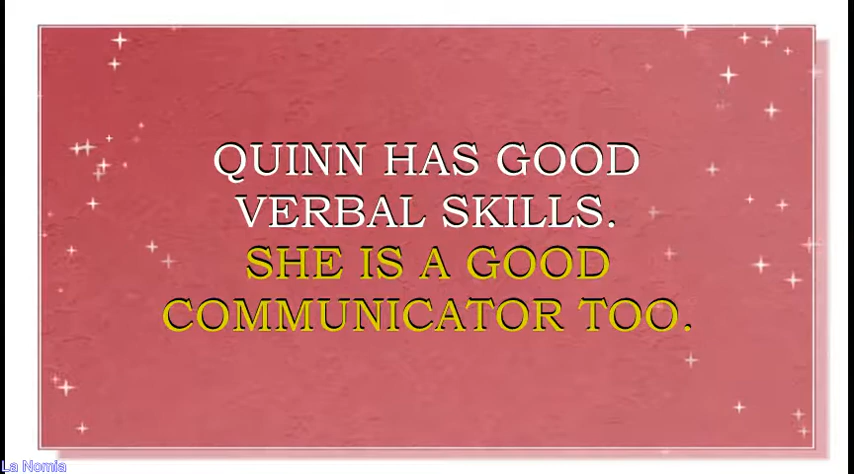 QUINN HAS GOOD
VERBAL SKILLS.
SHE IS A GOOD
COMMUNICATOR TOO.
La Nomia